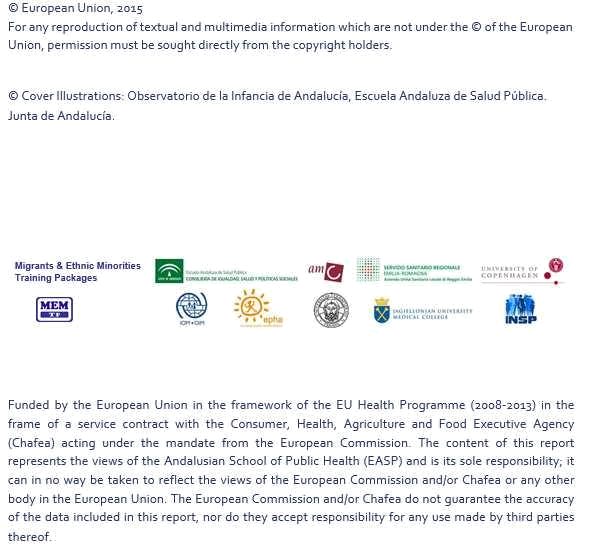 © European Union, 2015
For any reproduction of textual and multimedia information which are not under the © of the European
Union, permission must be sought directly from the copyright holders.
© Cover Illustrations: Observatorio de la Infancia de Andalucía, Escuela Andaluza de Salud Pública.
Junta de Andalucía.
Migrants & Ethnic Minorities
Training Packages
Escuela Andaluza de Salud Pública
CONSEJERÍA DE IGUALDAD, SALUD Y POLÍTICAS SOCIALES
amc
SERVIZIO SANITARIO REGIONALE
EMILIA-ROMAGNA
Azienda Unità Sanitaria Locale di Reggio Emilia
UNIVERSITY OF
COPENHAGEN
MEM
TF
IOM • OIM
epha
JAGIELLONIAN UNIVERSITY
MEDICAL COLLEGE
INSP
Funded by the European Union in the framework of the EU Health Programme (2008-2013) in the
frame of a service contract with the Consumer, Health, Agriculture and Food Executive Agency
(Chafea) acting under the mandate from the European Commission. The content of this report
represents the views of the Andalusian School of Public Health (EASP) and is its sole responsibility; it
can in no way be taken to reflect the views of the European Commission and/or Chafea or any other
body in the European Union. The European Commission and/or Chafea do not guarantee the accuracy
of the data included in this report, nor do they accept responsibility for any use made by third parties
thereof.